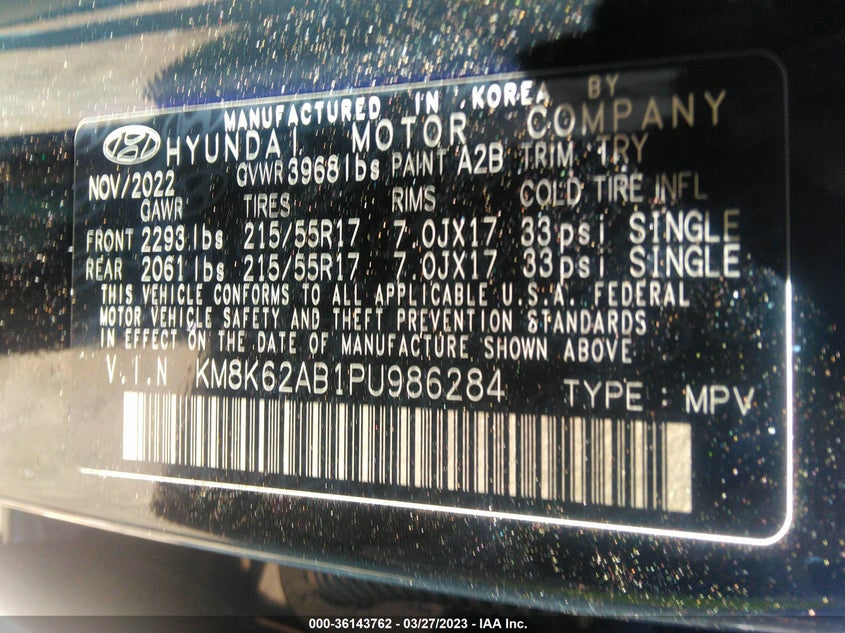 MANUFACTURED IN KOREA BY
HYUNDAI MOTOR COMPANY
NOV/2022 GVWR 3968 lbs PAINT A2B TRIM TRY
GAWR TIRES RIMS COLD TIRE INFL
FRONT 2293 lbs 215/55R17 7.0JX17 33psi SINGLE
REAR 2061 lbs 215/55R17 7.0JX17 33psi SINGLE
THIS VEHICLE CONFORMS TO ALL APPLICABLE U.S.A. FEDERAL
MOTOR VEHICLE SAFETY AND THEFT PREVENTION STANDARDS
IN EFFECT ON THE DATE OF MANUFACTURE SHOWN ABOVE
V.I.N KM8K62AB1PU986284 TYPE : MPV
000-36143762 - 03/27/2023 - IAA Inc.